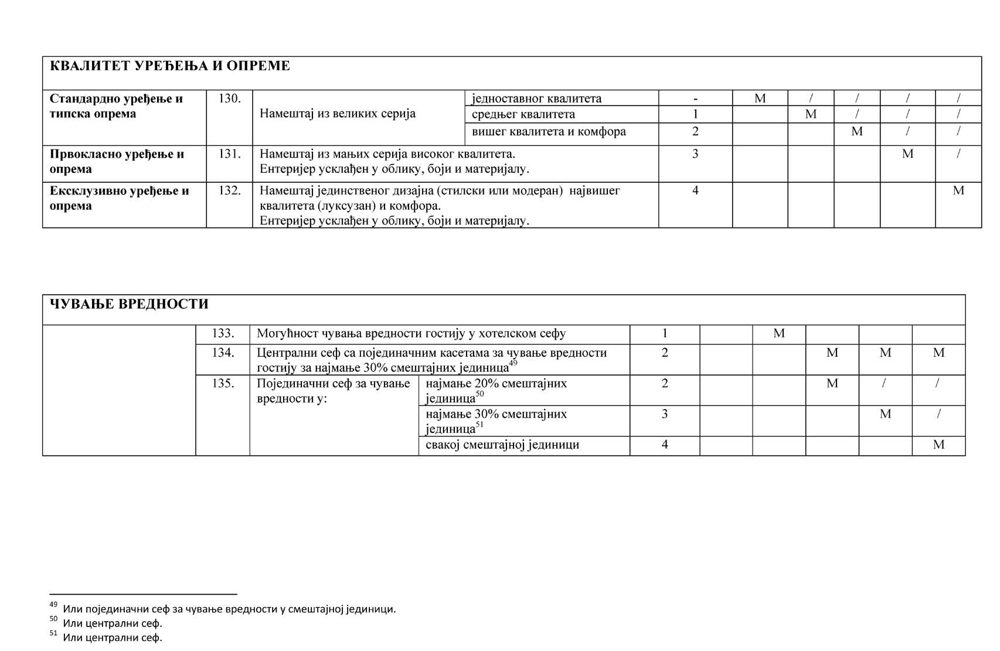 КВАЛИТЕТ УРЕЂЕЊА И ОПРЕМЕ
Стандардно уређење и
типска опрема
130.
Намештај из великих серија
једноставног квалитета - М / / / /
средњег квалитета 1 М / / /
вишег квалитета и комфора 2 М / /
Првокласно уређење и
опрема
131.
Намештај из мањих серија високог квалитета.
Ентеријер усклађен у облику, боји и материјалу.
3 М /
Ексклузивно уређење и
опрема
132.
Намештај јединственог дизајна (стилски или модеран) највишег
квалитета (луксузан) и комфора.
Ентеријер усклађен у облику, боји и материјалу.
4 М
ЧУВАЊЕ ВРЕДНОСТИ
133. Могућност чувања вредности гостију у хотелском сефу 1 М
134. Централни сеф са појединачним касетама за чување вредности
гостију за најмање 30% смештајних јединица49
2 М М М
135. Појединачни сеф за чување
вредности у:
најмање 20% смештајних
јединица50
2 М / /
најмање 30% смештајних
јединица51
3 М /
свакој смештајној јединици 4 М
49 Или појединачни сеф за чување вредности у смештајној јединици.
50 Или централни сеф.
51 Или централни сеф.